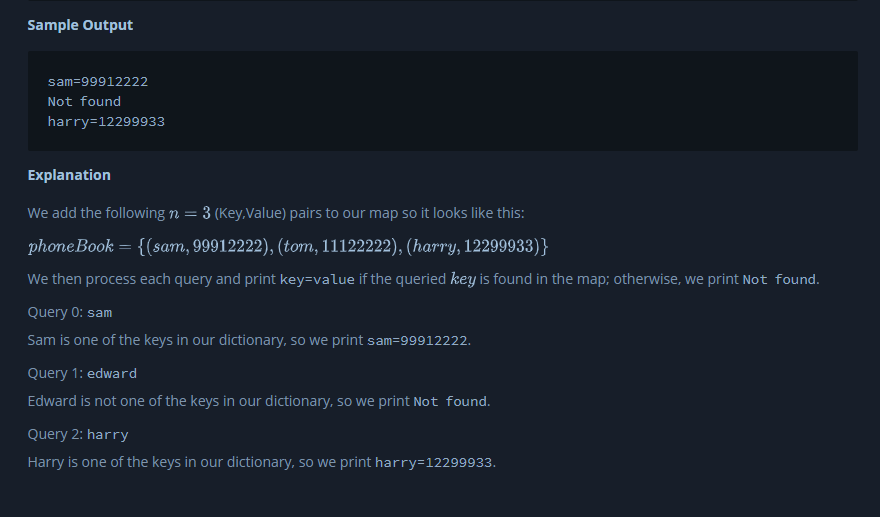 Sample Output
sam=99912222
Not found
harry=12299933
Explanation
We add the following n = 3 (Key,Value) pairs to our map so it looks like this:
phoneBook = {(sam, 99912222), (tom, 11122222), (harry, 12299933)}
We then process each query and print key=value if the queried key is found in the map; otherwise, we print Not found.
Query 0: sam
Sam is one of the keys in our dictionary, so we print sam=99912222.
Query 1: edward
Edward is not one of the keys in our dictionary, so we print Not found.
Query 2: harry
Harry is one of the keys in our dictionary, so we print harry=12299933.